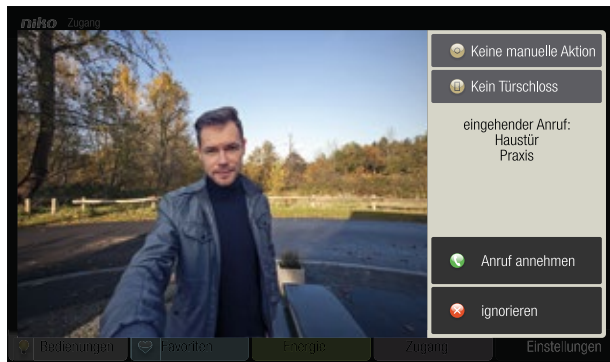 niko Zugang
Keine manuelle Aktion
Kein Türschloss
eingehender Anruf:
Haustür
Praxis
Anruf annehmen
ignorieren
Bedienungen Favoriten Energie Zugang Einstellungen